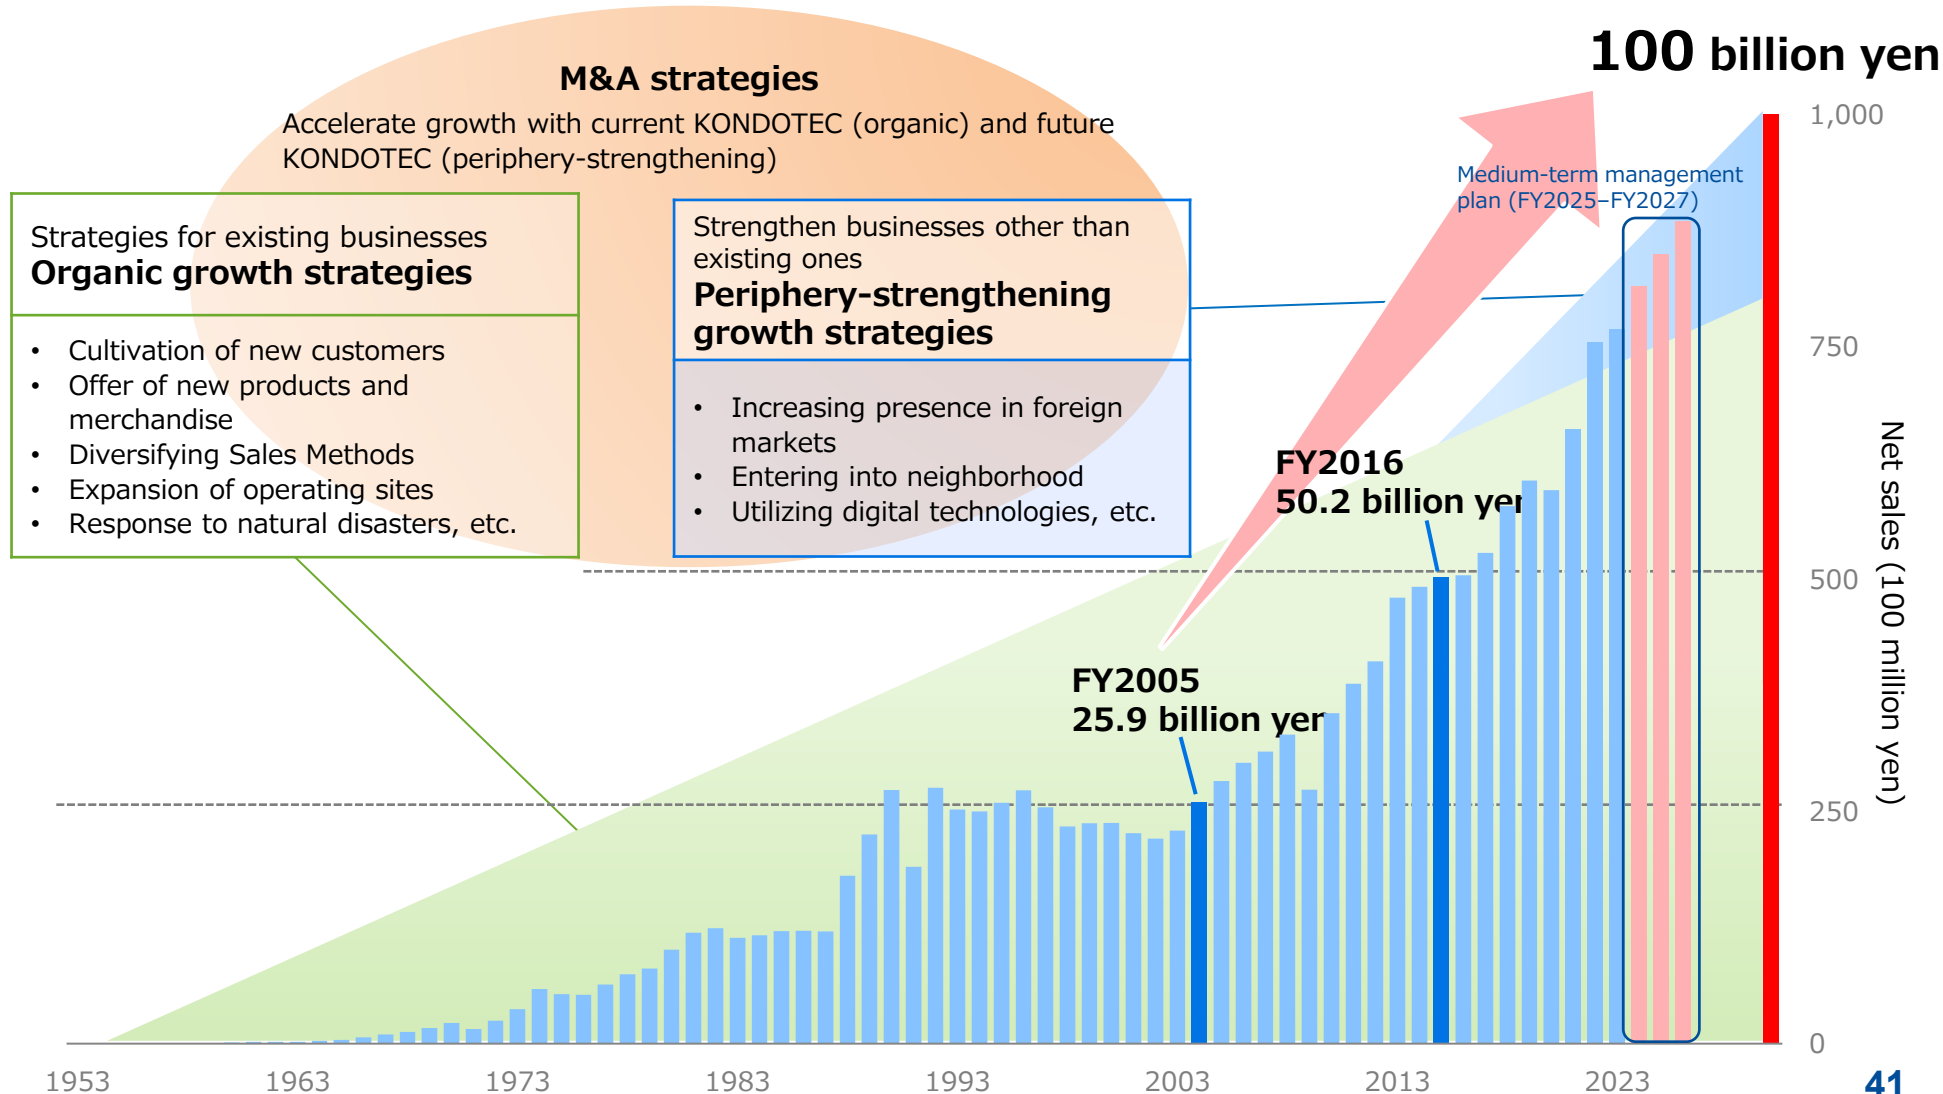 100 billion yen
M&A strategies
Accelerate growth with current KONDOTEC (organic) and future
KONDOTEC (periphery-strengthening)
Strategies for existing businesses
Organic growth strategies
• Cultivation of new customers
• Offer of new products and
merchandise
• Diversifying Sales Methods
• Expansion of operating sites
• Response to natural disasters, etc.
Strengthen businesses other than
existing ones
Periphery-strengthening
growth strategies
• Increasing presence in foreign
markets
• Entering into neighborhood
• Utilizing digital technologies, etc.
Medium-term management
plan (FY2025–FY2027)
FY2016
50.2 billion yen
FY2005
25.9 billion yen
1,000
750
500
250
0
Net sales (100 million yen)
1953
1963
1973
1983
1993
2003
2013
2023
41